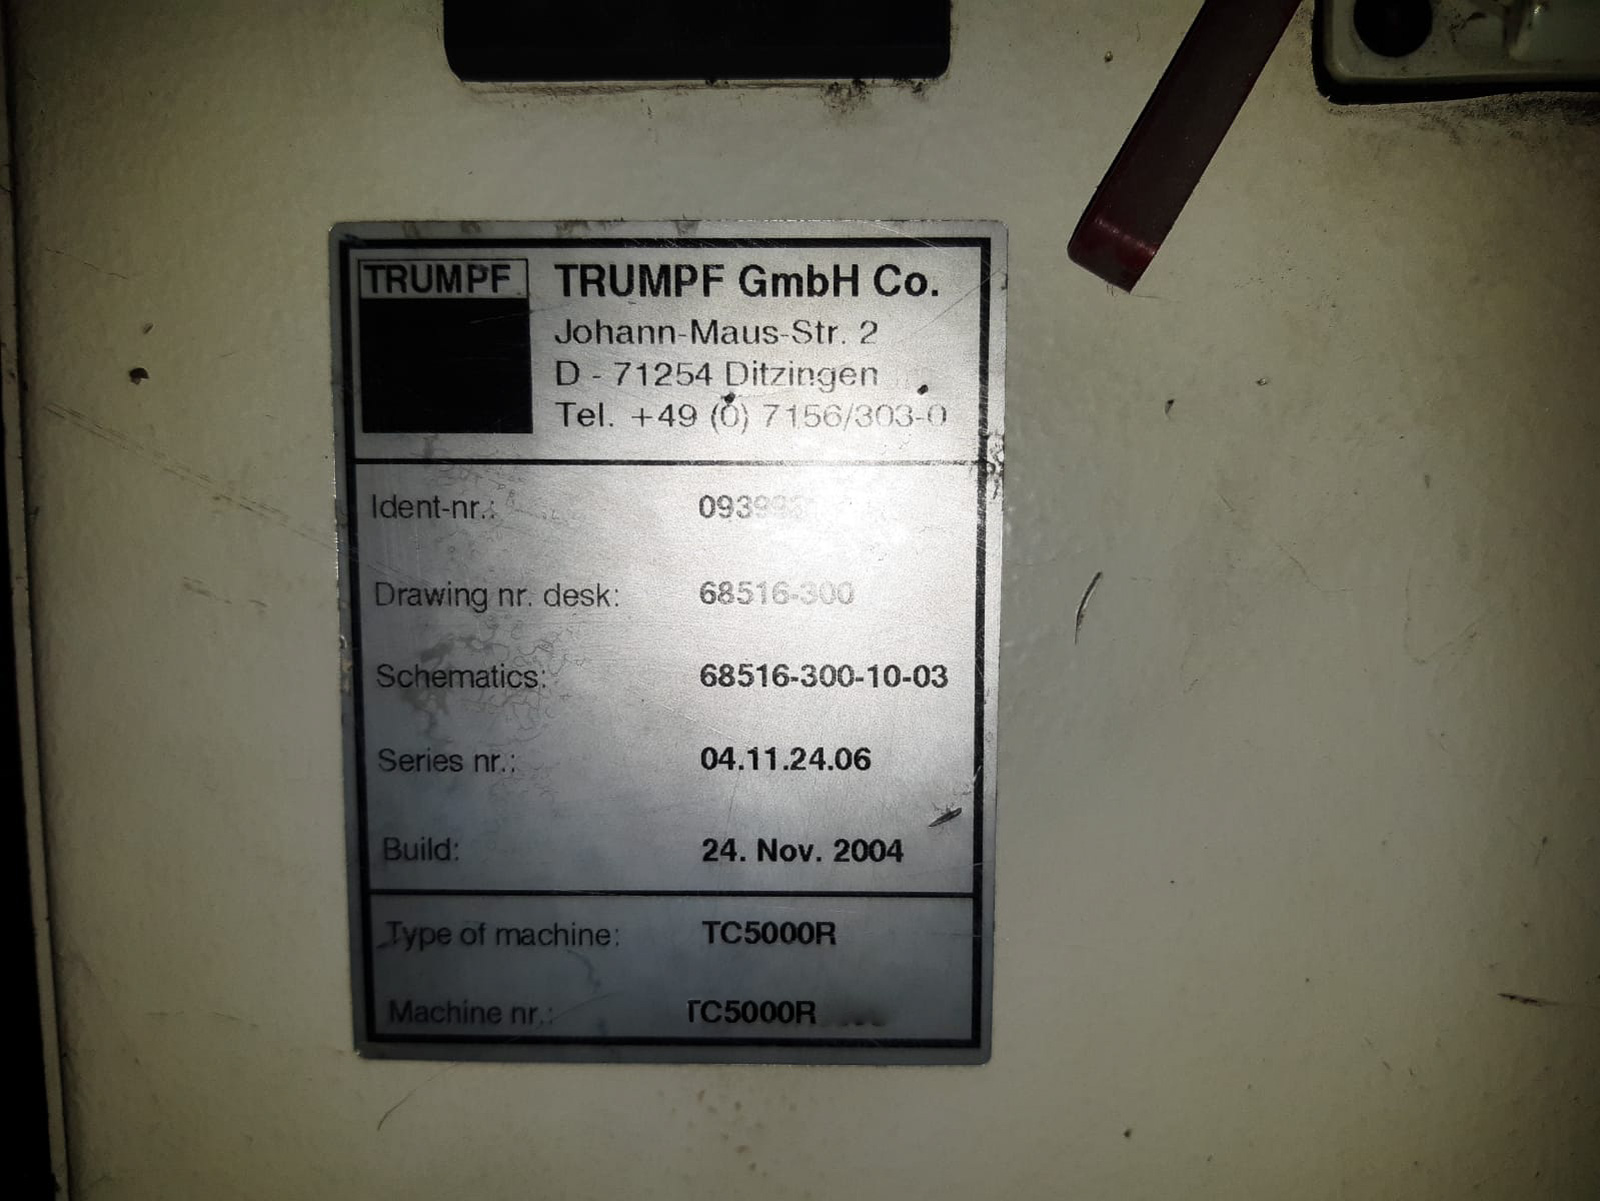 TRUMPF
TRUMPF GmbH Co.
Johann-Maus-Str. 2
D - 71254 Ditzingen
Tel. +49 (0) 7156/303-0
Ident-nr.:
Drawing nr. desk: 68516-300
Schematics: 68516-300-10-03
Series nr.: 04.11.24.06
Build: 24. Nov. 2004
Type of machine: TC5000R
Machine nr.: TC5000R